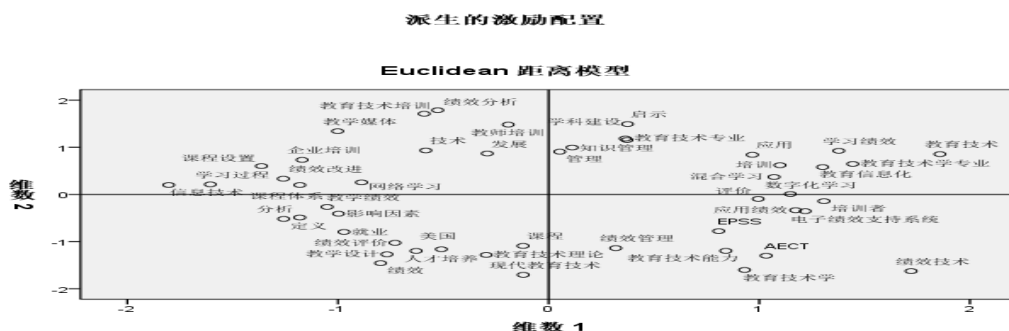 派生的激励配置
Euclidean 距离模型
绩效分析
教育技术培训
启示
教学媒体
学科建设
教师培训
教育技术专业
技术
发展
知识管理
应用
学习绩效
教育技术
企业培训
管理
课程设置
培训
教育技术学专业
绩效改进
混合学习
教育信息化
学习过程
网络学习
数字化学习
信息技术
课程体系
教学绩效
评价
分析
影响因素
应用绩效
培训者
定义
EPSS
电子绩效支持系统
就业
美国
课程
绩效管理
绩效评价
AECT
教学设计
人才培养
教育技术理论
教育技术能力
绩效技术
绩效
现代教育技术
教育技术学
维数 2
维数 1
2
1
0
-1
-2
-2
-1
0
1
2